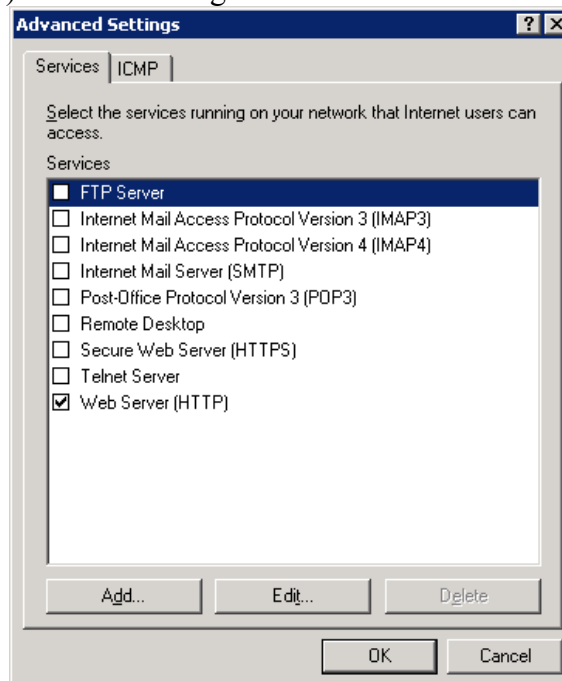 Advanced Settings
Services ICMP
Select the services running on your network that Internet users can
access.
Services
FTP Server
Internet Mail Access Protocol Version 3 (IMAP3)
Internet Mail Access Protocol Version 4 (IMAP4)
Internet Mail Server (SMTP)
Post-Office Protocol Version 3 (POP3)
Remote Desktop
Secure Web Server (HTTPS)
Telnet Server
Web Server (HTTP)
Add... Edit... Delete
OK Cancel